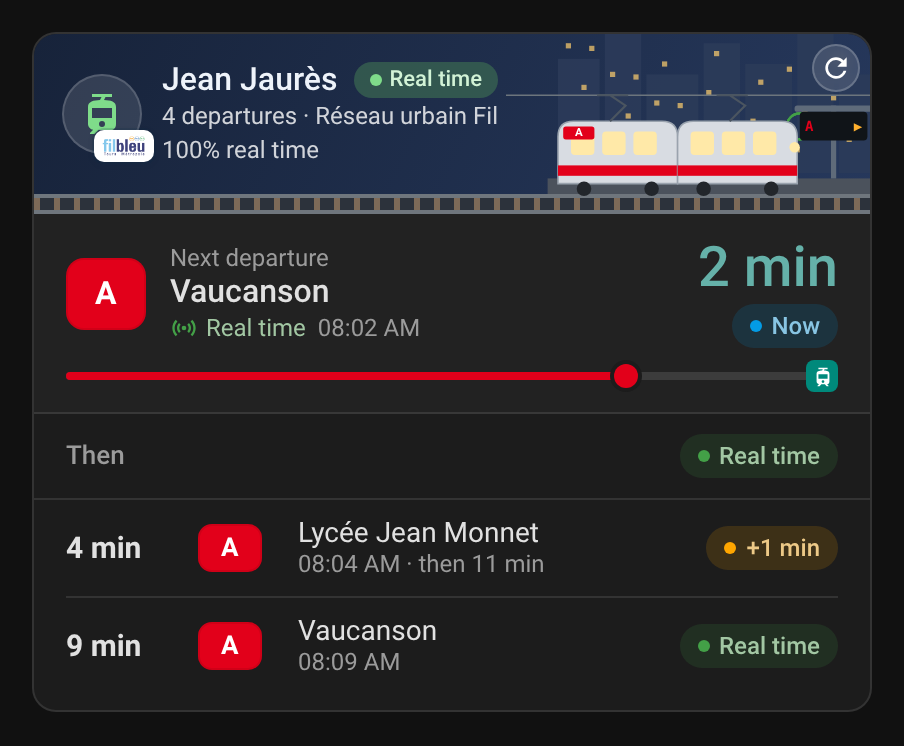 Jean Jaurès
Real time
4 departures · Réseau urbain Fil
100% real time
filbleu
A
A
Next departure
A
Vaucanson
Real time 08:02 AM
2 min
Now
Then
Real time
4 min
A
Lycée Jean Monnet
08:04 AM · then 11 min
+1 min
9 min
A
Vaucanson
08:09 AM
Real time